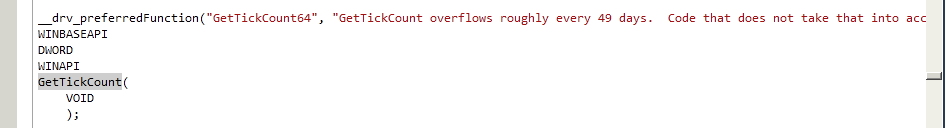 __drv_preferredFunction("GetTickCount64", "GetTickCount overflows roughly every 49 days.  Code that does not take that into acc
WINBASEAPI
DWORD
WINAPI
GetTickCount(
    VOID
    );